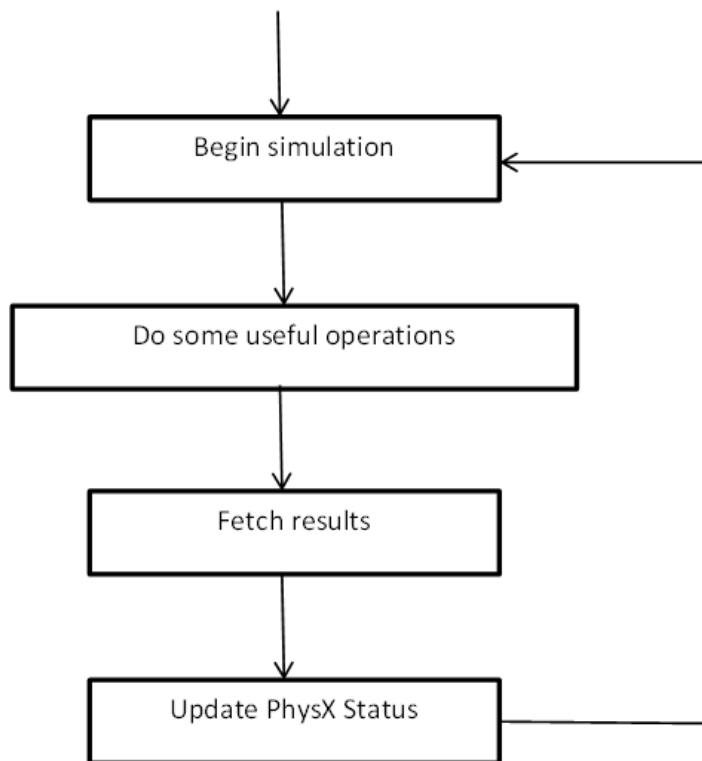 Begin simulation
Do some useful operations
Fetch results
Update PhysX Status